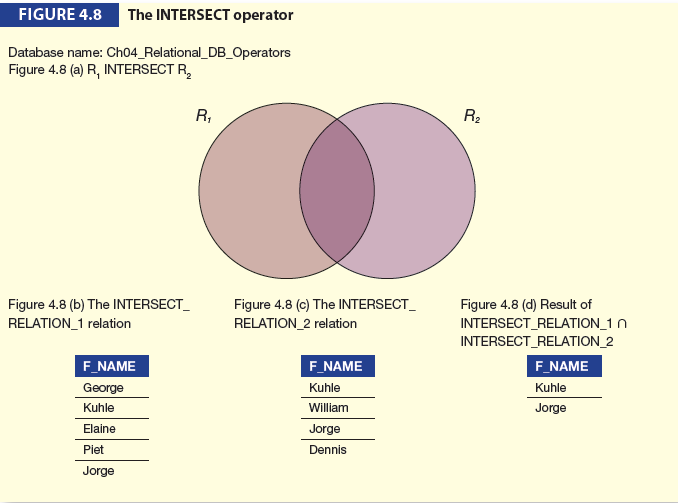 FIGURE 4.8 The INTERSECT operator
Database name: Ch04_Relational_DB_Operators
Figure 4.8 (a) R1 INTERSECT R2
R1
R2
Figure 4.8 (b) The INTERSECT_
RELATION_1 relation
F_NAME
George
Kuhle
Elaine
Piet
Jorge
Figure 4.8 (c) The INTERSECT_
RELATION_2 relation
F_NAME
Kuhle
William
Jorge
Dennis
Figure 4.8 (d) Result of
INTERSECT_RELATION_1 ∩
INTERSECT_RELATION_2
F_NAME
Kuhle
Jorge